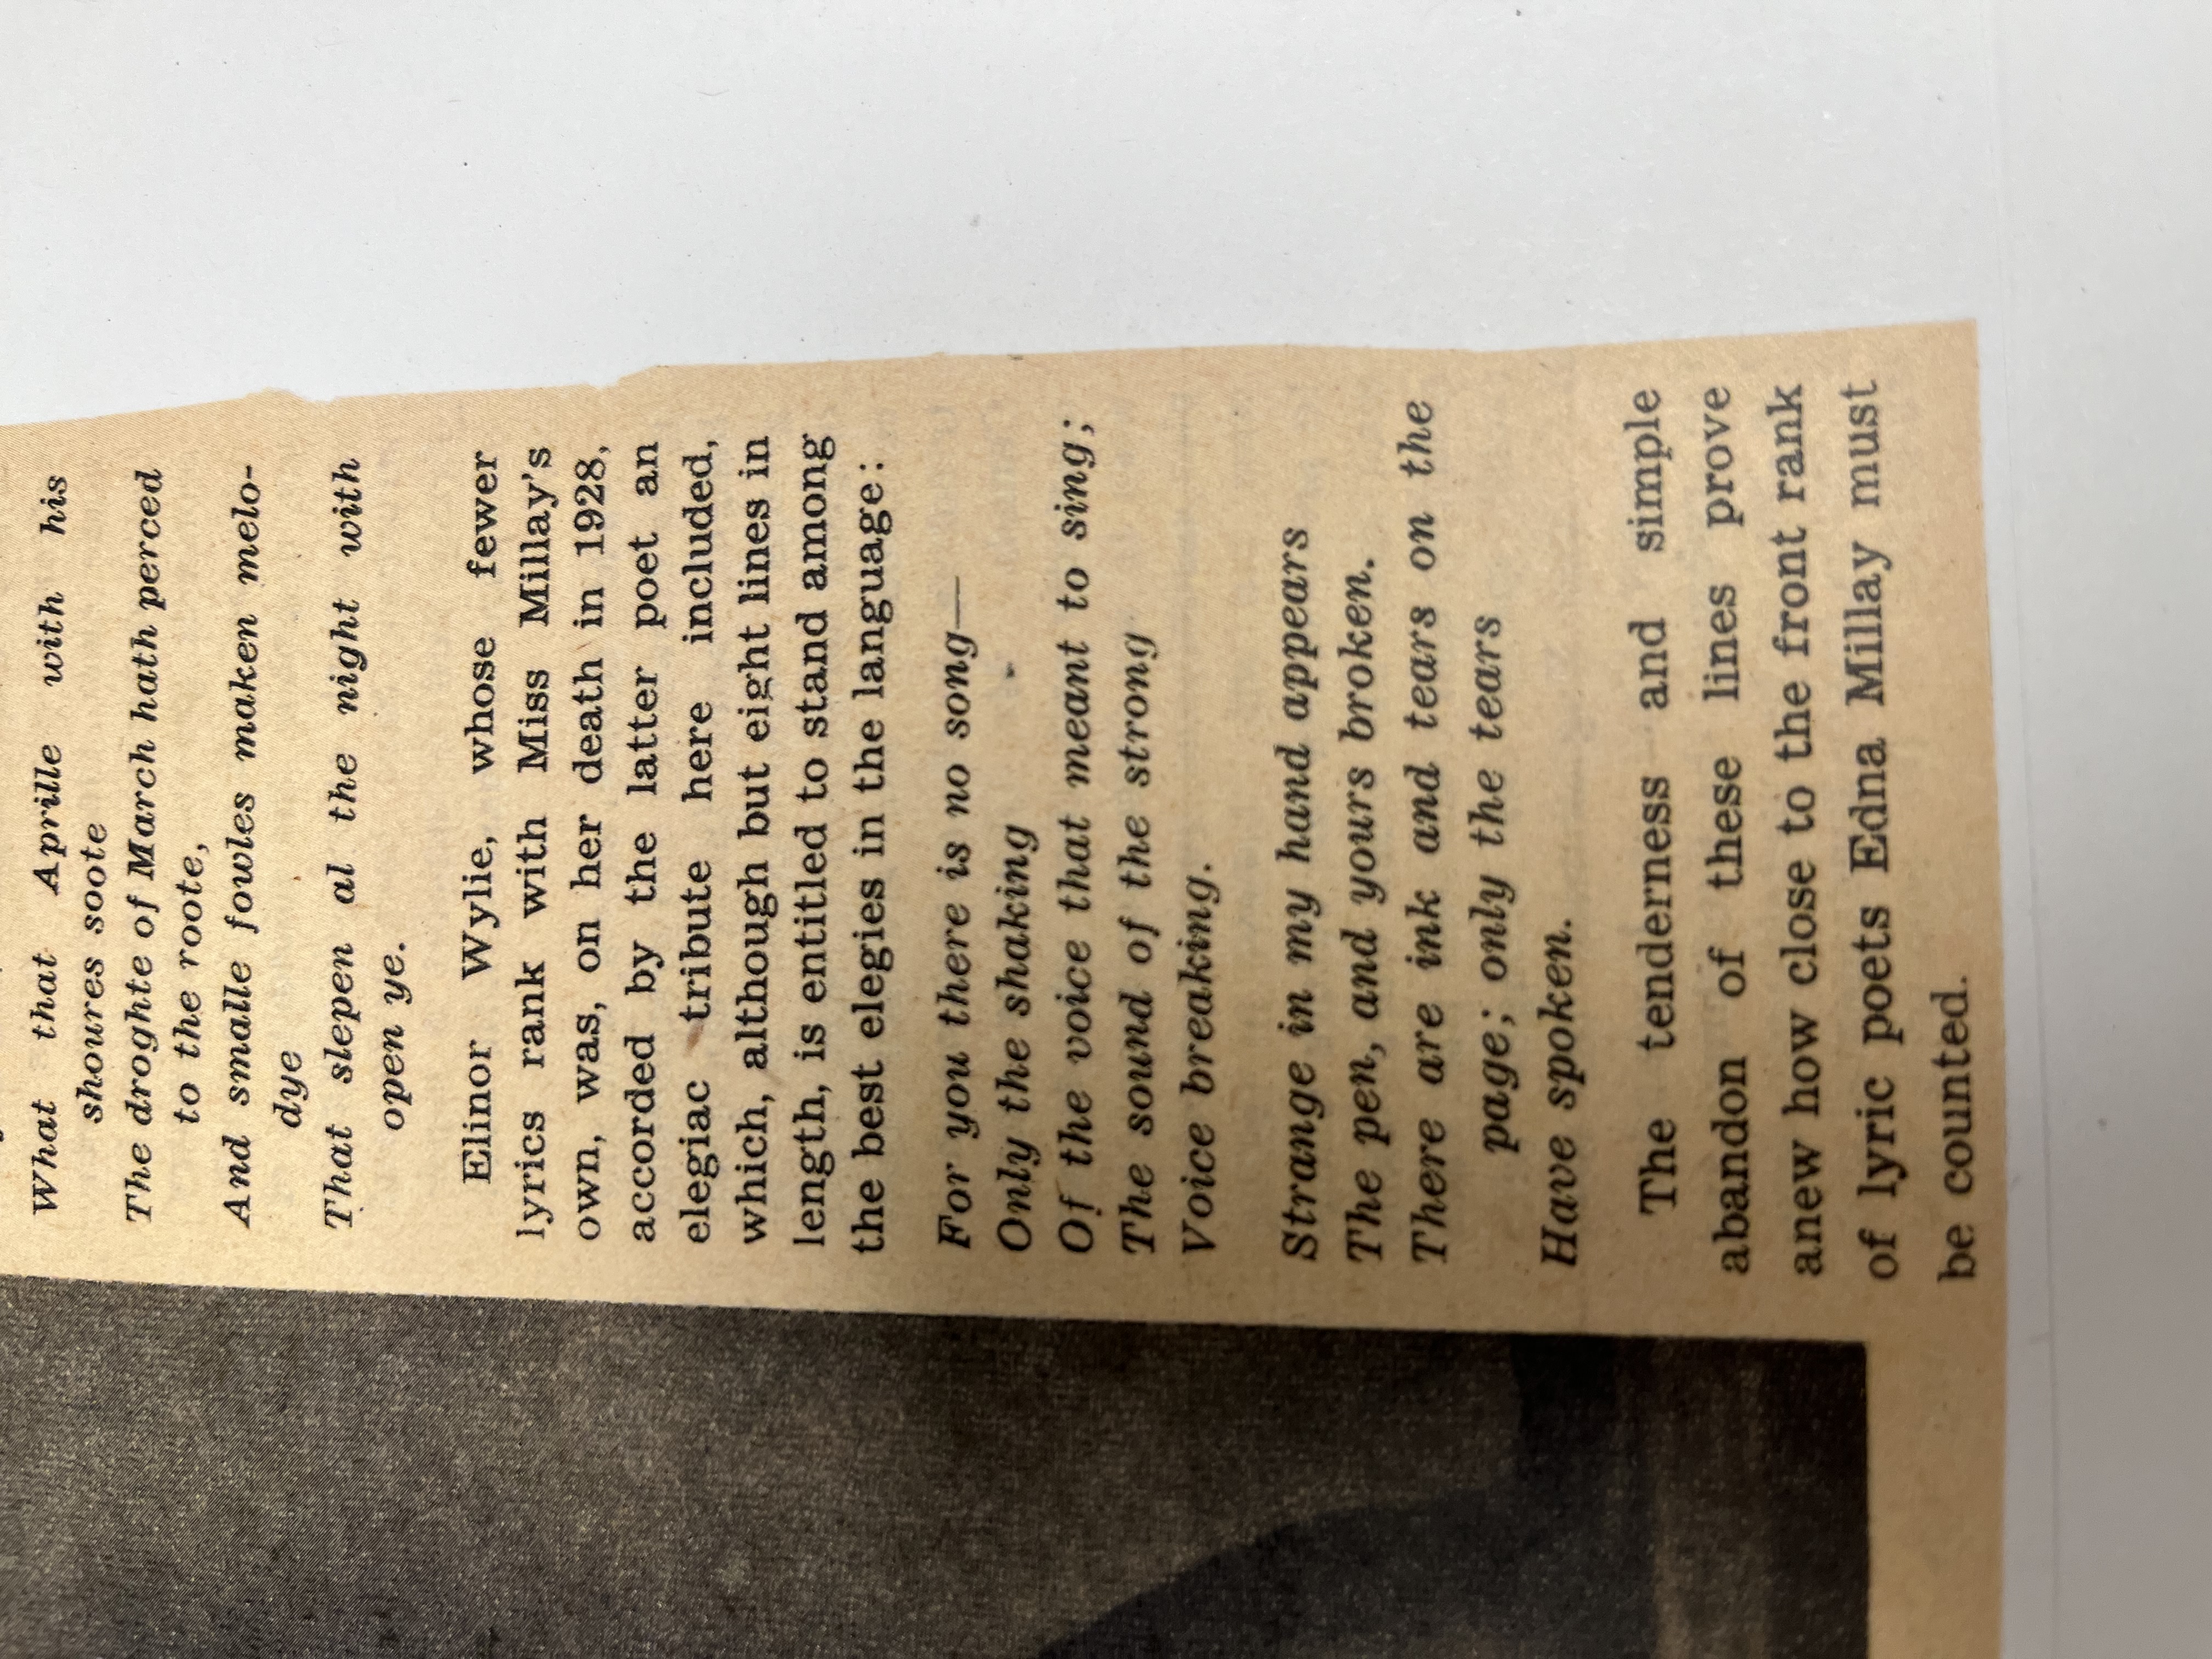 What that Aprille with his
shoures soote
The droghte of March hath perced
to the roote,
And smalle fowles maken melo-
dye
That slepen al the night with
open ye.
Elinor Wylie, whose fewer
lyrics rank with Miss Millay's
own, was, on her death in 1928,
accorded by the latter poet an
elegiac tribute here included,
which, although but eight lines in
length, is entitled to stand among
the best elegies in the language:
For you there is no song—
Only the shaking
Of the voice that meant to sing;
The sound of the strong
Voice breaking.
Strange in my hand appears
The pen, and yours broken.
There are ink and tears on the
page; only the tears
Have spoken.
The tenderness and simple
abandon of these lines prove
anew how close to the front rank
of lyric poets Edna Millay must
be counted.